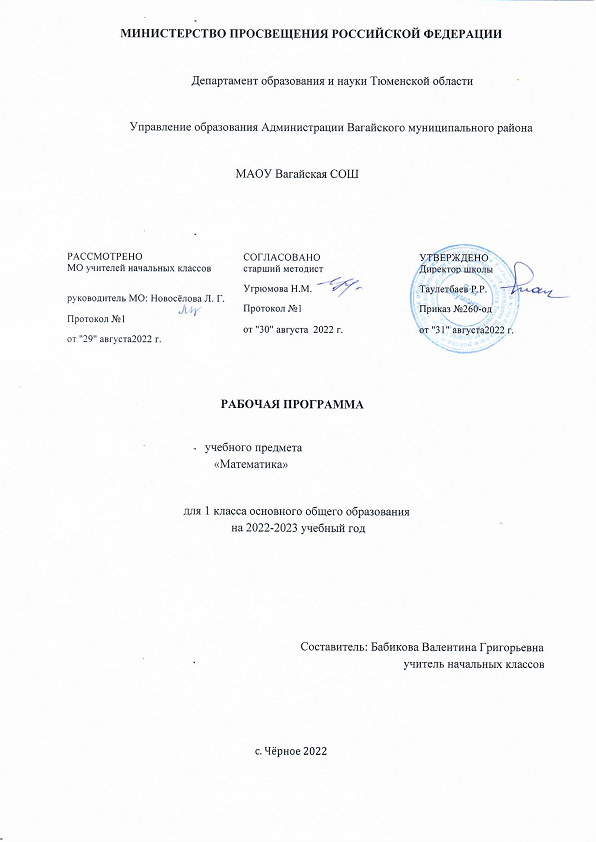 МИНИСТЕРСТВО ПРОСВЕЩЕНИЯ РОССИЙСКОЙ ФЕДЕРАЦИИ
Департамент образования и науки Тюменской области
Управление образования Администрации Вагайского муниципального района
МАОУ Вагайская СОШ
РАССМОТРЕНО
МО учителей начальных классов
руководитель МО: Новосёлова Л. Г.
Протокол №1
от "29" августа2022 г.
СОГЛАСОВАНО
старший методист
Угрюмова Н.М.
Протокол №1
от "30" августа 2022 г.
УТВЕРЖДЕНО
Директор школы
Таулетбаев Р.Р.
Приказ №260-од
от "31" августа2022 г.
РАБОЧАЯ ПРОГРАММА
учебного предмета
«Математика»
для 1 класса основного общего образования
на 2022-2023 учебный год
Составитель: Бабикова Валентина Григорьевна
учитель начальных классов
с. Чёрное 2022